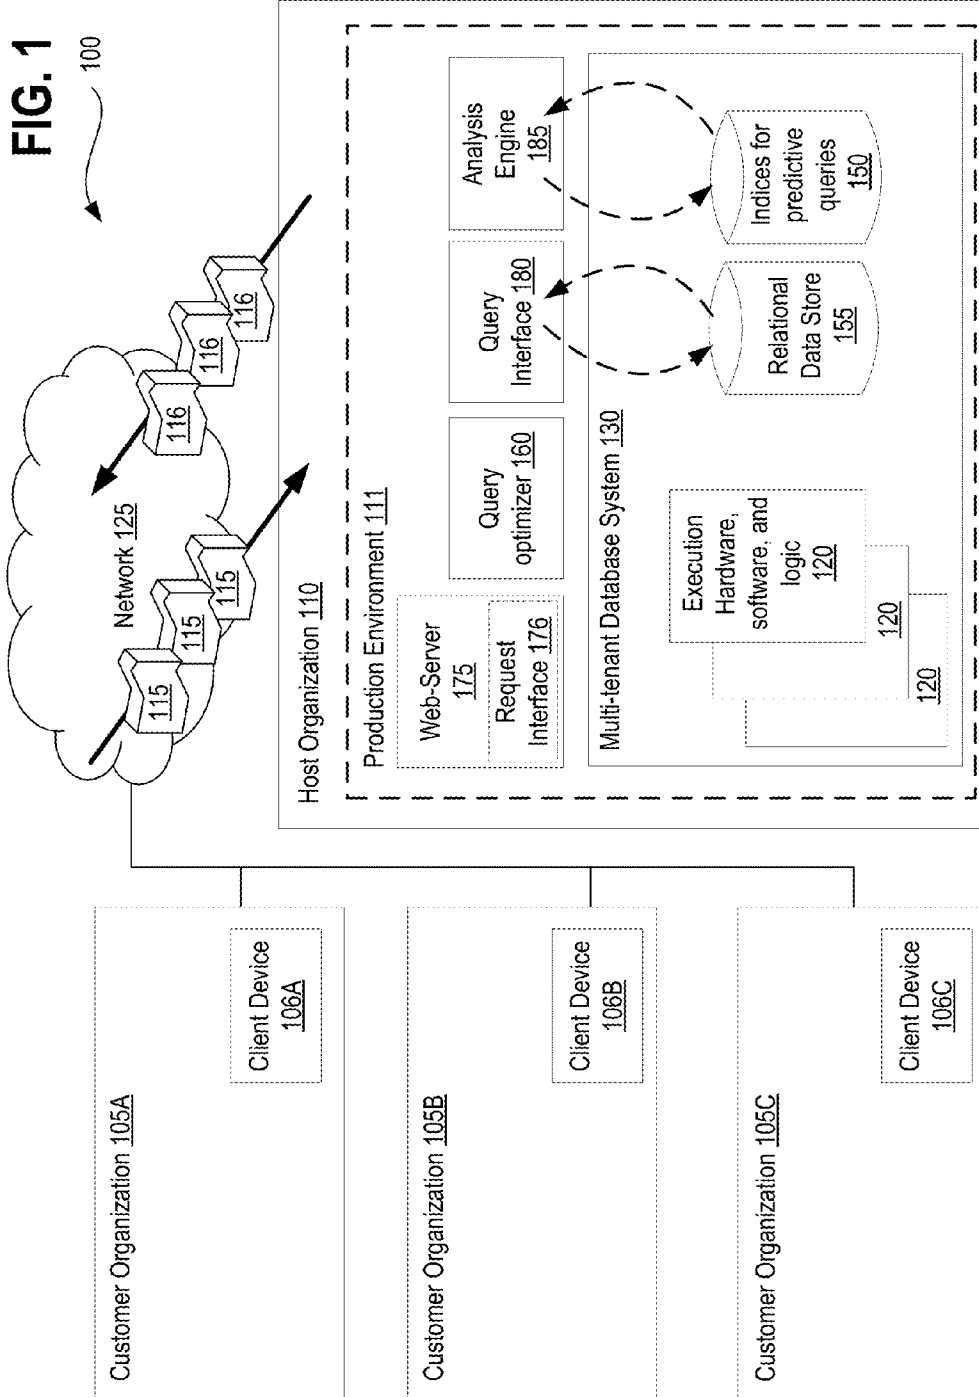 FIG. 1
100
Customer Organization 105A
Client Device
106A
Customer Organization 105B
Client Device
106B
Customer Organization 105C
Client Device
106C
Network 125
115
115
115
116
116
116
Host Organization 110
Production Environment 111
Web-Server
175
Request
Interface 176
Query
optimizer 160
Query
Interface 180
Analysis
Engine
185
Multi-tenant Database System 130
Execution
Hardware,
software, and
logic
120
120
120
Relational
Data Store
155
Indices for
predictive
queries
150